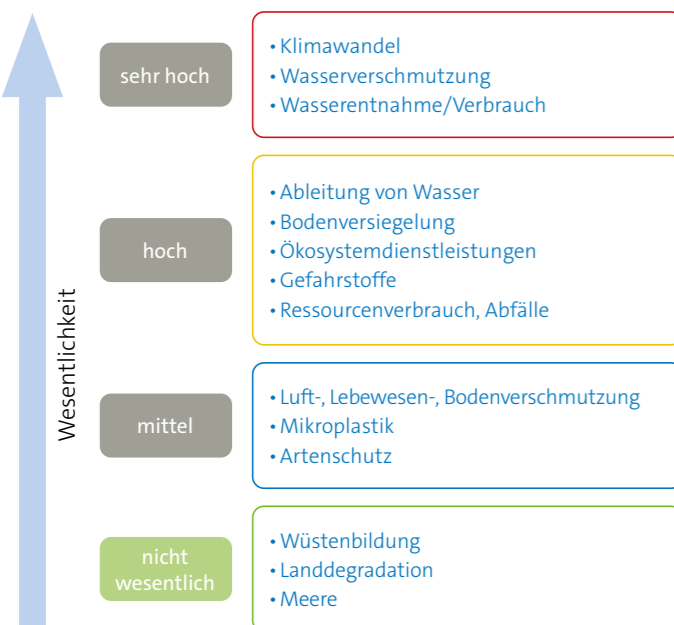 sehr hoch
• Klimawandel
• Wasserverschmutzung
• Wasserentnahme/Verbrauch
hoch
• Ableitung von Wasser
• Bodenversiegelung
• Ökosystemdienstleistungen
• Gefahrstoffe
• Ressourcenverbrauch, Abfälle
Wesentlichkeit
mittel
• Luft-, Lebewesen-, Bodenverschmutzung
• Mikroplastik
• Artenschutz
nicht
wesentlich
• Wüstenbildung
• Landdegradation
• Meere